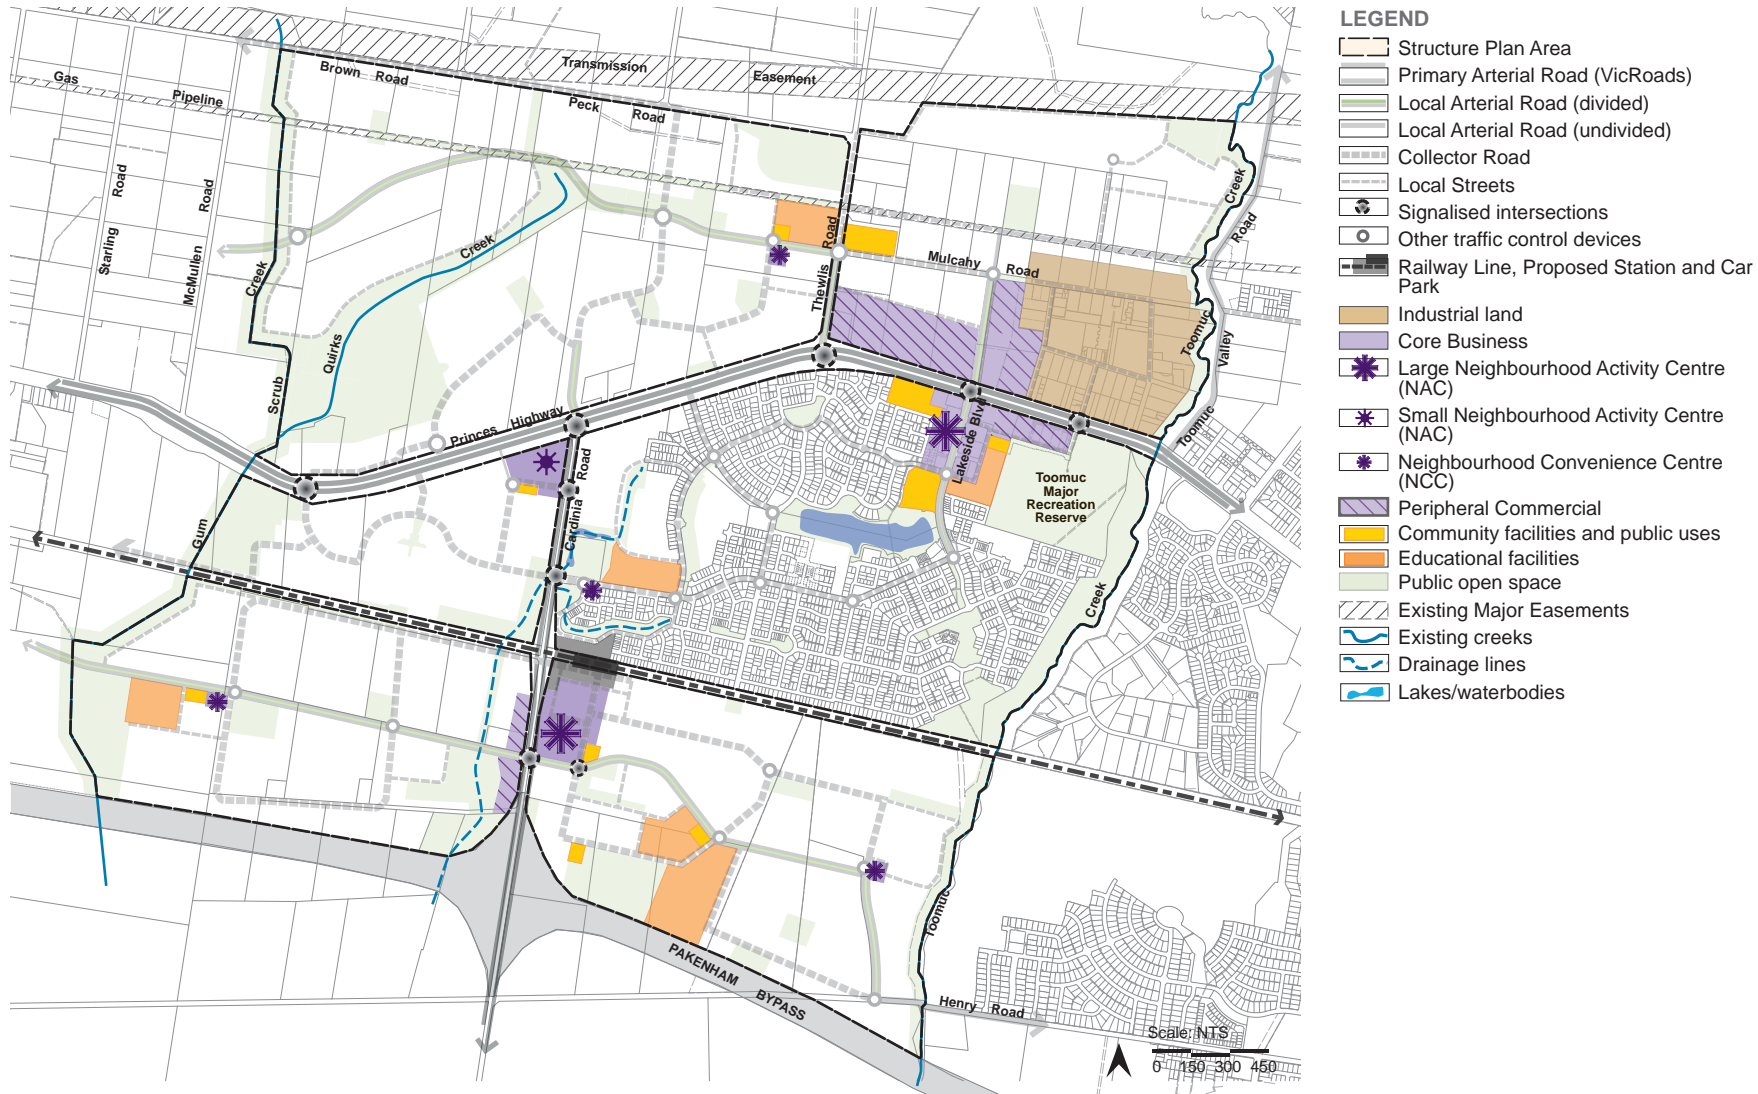 LEGEND
Structure Plan Area
Primary Arterial Road (VicRoads)
Local Arterial Road (divided)
Local Arterial Road (undivided)
Collector Road
Local Streets
Signalised intersections
Other traffic control devices
Railway Line, Proposed Station and Car
Park
Industrial land
Core Business
Large Neighbourhood Activity Centre
(NAC)
Small Neighbourhood Activity Centre
(NAC)
Neighbourhood Convenience Centre
(NCC)
Peripheral Commercial
Community facilities and public uses
Educational facilities
Public open space
Existing Major Easements
Existing creeks
Drainage lines
Lakes/waterbodies
Gas Pipeline
Brown Road
Transmission Easement
Peck Road
Starling Road
McMullen Road
Scrub Creek
Quirks Creek
Thewlis Road
Mulcahy Road
Toomuc Creek
Toomuc Valley Road
Princes Highway
Cardinia Road
Lakeside Blvd
Toomuc
Major
Recreation
Reserve
Gum
Creek
Toomuc
PAKENHAM BYPASS
Henry Road
Scale: NTS
0 150 300 450